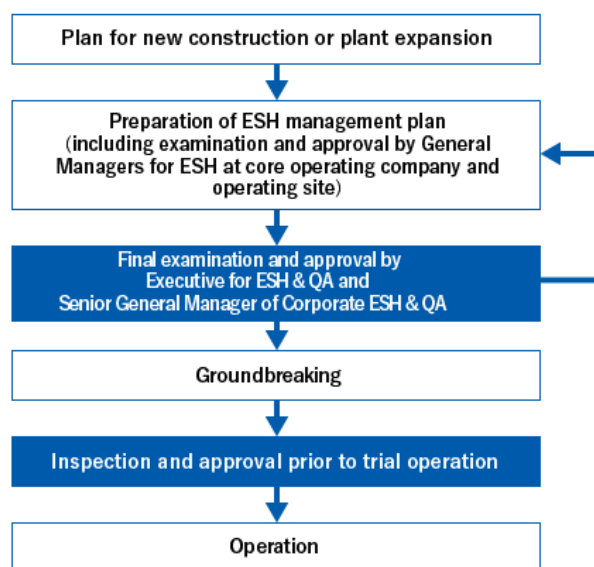 Plan for new construction or plant expansion
Preparation of ESH management plan
(including examination and approval by General
Managers for ESH at core operating company and
operating site)
Final examination and approval by
Executive for ESH & QA and
Senior General Manager of Corporate ESH & QA
Groundbreaking
Inspection and approval prior to trial operation
Operation